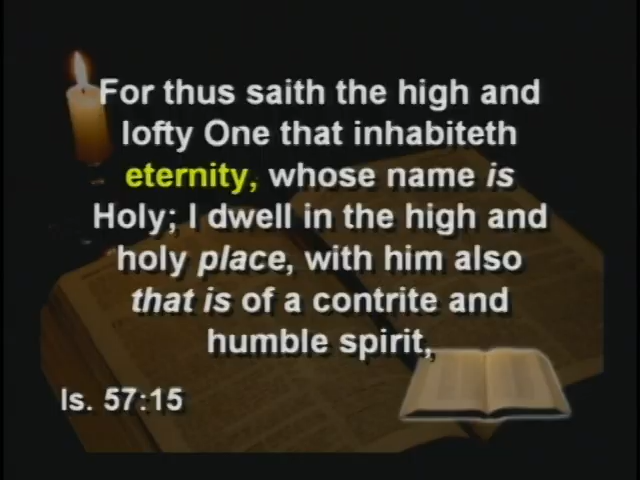 For thus saith the high and
lofty One that inhabiteth
eternity, whose name is
Holy; I dwell in the high and
holy place, with him also
that is of a contrite and
humble spirit,
Is. 57:15